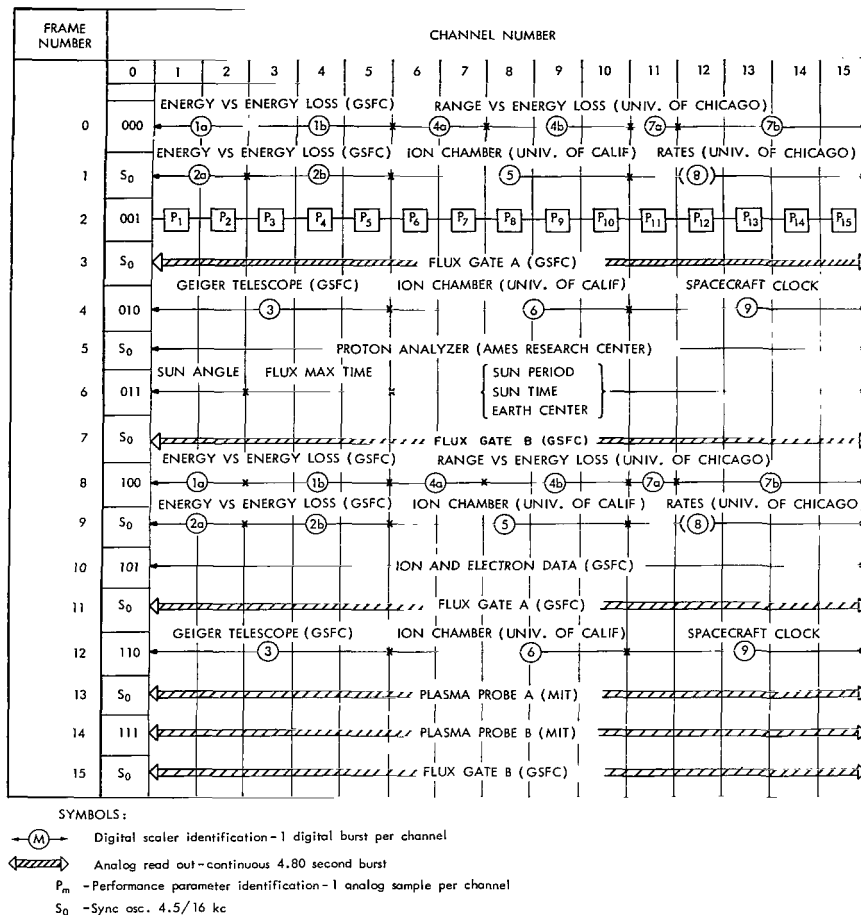 FRAME NUMBER
CHANNEL NUMBER
0 1 2 3 4 5 6 7 8 9 10 11 12 13 14 15
ENERGY VS ENERGY LOSS (GSFC) RANGE VS ENERGY LOSS (UNIV. OF CHICAGO)
0 000 1a 1b 4a 4b 7a 7b
ENERGY VS ENERGY LOSS (GSFC) ION CHAMBER (UNIV. OF CALIF) RATES (UNIV. OF CHICAGO)
1 S0 2a 2b 5 (8)
2 001 P1 P2 P3 P4 P5 P6 P7 P8 P9 P10 P11 P12 P13 P14 P15
3 S0 FLUX GATE A (GSFC)
GEIGER TELESCOPE (GSFC) ION CHAMBER (UNIV. OF CALIF) SPACECRAFT CLOCK
4 010 3 6 9
5 S0 PROTON ANALYZER (AMES RESEARCH CENTER)
SUN ANGLE FLUX MAX TIME SUN PERIOD
6 011 SUN TIME
EARTH CENTER
7 S0 FLUX GATE B (GSFC)
ENERGY VS ENERGY LOSS (GSFC) RANGE VS ENERGY LOSS (UNIV. OF CHICAGO)
8 100 1a 1b 4a 4b 7a 7b
ENERGY VS ENERGY LOSS (GSFC) ION CHAMBER (UNIV. OF CALIF) RATES (UNIV. OF CHICAGO
9 S0 2a 2b 5 (8)
10 101 ION AND ELECTRON DATA (GSFC)
11 S0 FLUX GATE A (GSFC)
GEIGER TELESCOPE (GSFC) ION CHAMBER (UNIV. OF CALIF) SPACECRAFT CLOCK
12 110 3 6 9
13 S0 PLASMA PROBE A (MIT)
14 111 PLASMA PROBE B (MIT)
15 S0 FLUX GATE B (GSFC)
SYMBOLS:
M Digital scaler identification - 1 digital burst per channel
Analog read out - continuous 4.80 second burst
Pm - Performance parameter identification - 1 analog sample per channel
S0 - Sync osc. 4.5/16 kc